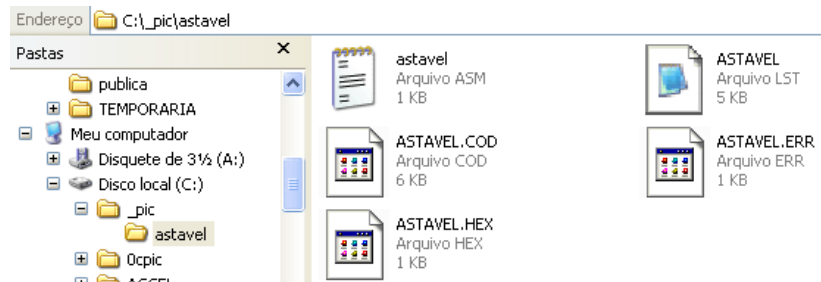 Endereço C:\_pic\astavel
Pastas x
publica
TEMPORARIA
Meu computador
Disquete de 3½ (A:)
Disco local (C:)
_pic
astavel
0cpic
astavel
Arquivo ASM
1 KB
ASTAVEL
Arquivo LST
5 KB
ASTAVEL.COD
Arquivo COD
6 KB
ASTAVEL.ERR
Arquivo ERR
1 KB
ASTAVEL.HEX
Arquivo HEX
1 KB